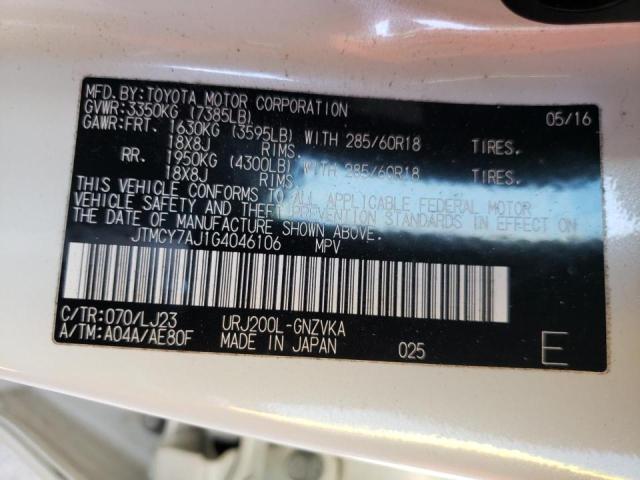 MFD.BY:TOYOTA MOTOR CORPORATION 05/16
GVWR:3350KG (7385LB)
GAWR:FRT. 1630KG (3595LB) WITH 285/60R18 TIRES.
18X8J RIMS.
RR. 1950KG (4300LB) WITH 285/60R18 TIRES.
18X8J RIMS.
THIS VEHICLE CONFORMS TO ALL APPLICABLE FEDERAL MOTOR
VEHICLE SAFETY AND THEFT PREVENTION STANDARDS IN EFFECT ON
THE DATE OF MANUFACTURE SHOWN ABOVE.
JTMCY7AJ1G4046106 MPV
C/TR:070/LJ23 URJ200L-GNZVKA
A/TM:A04A/AE80F MADE IN JAPAN 025 E